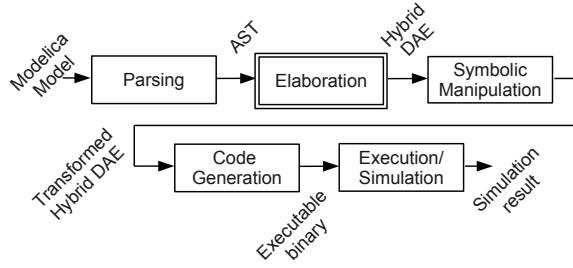 Modelica
Model
Parsing
AST
Elaboration
Hybrid
DAE
Symbolic
Manipulation
Transformed
Hybrid DAE
Code
Generation
Executable
binary
Execution/
Simulation
Simulation
result